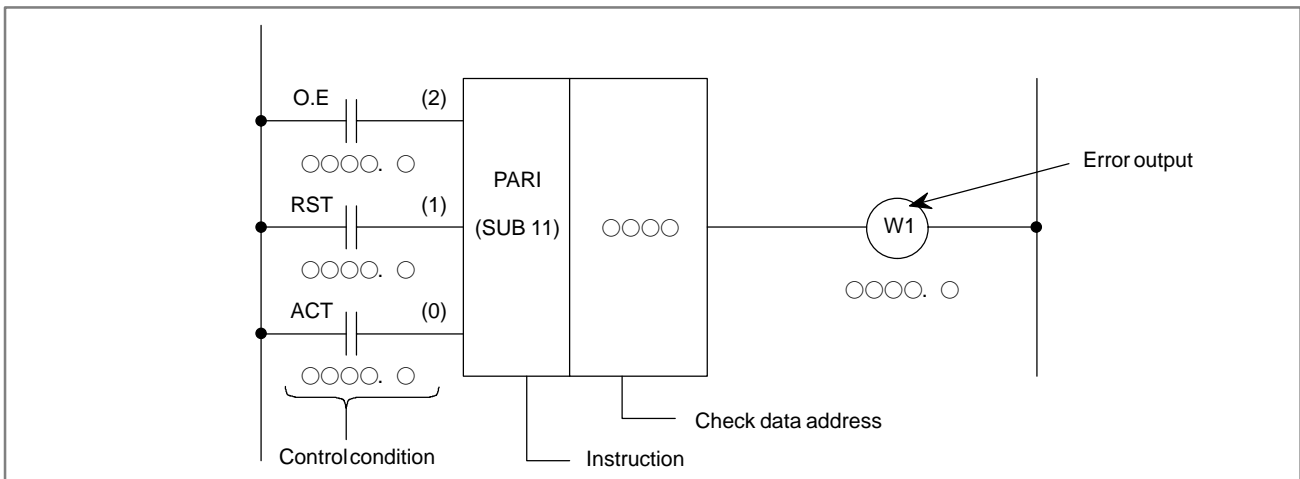 O.E (2)
○○○○. ○
RST (1)
○○○○. ○
ACT (0)
○○○○. ○
Control condition
PARI
(SUB 11)
○○○○
Instruction
Check data address
W1
○○○○. ○
Error output